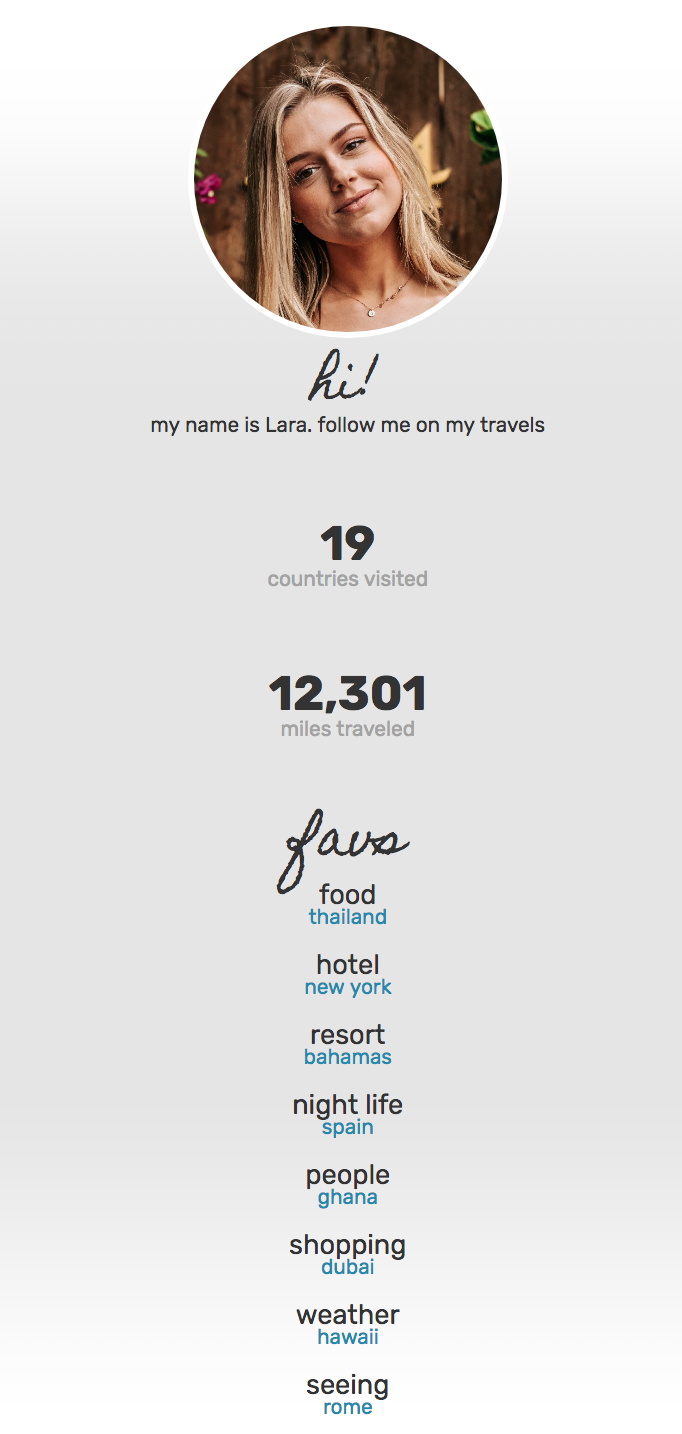 hi!
my name is Lara. follow me on my travels
19
countries visited
12,301
miles traveled
favs
food
thailand
hotel
new york
resort
bahamas
night life
spain
people
ghana
shopping
dubai
weather
hawaii
seeing
rome